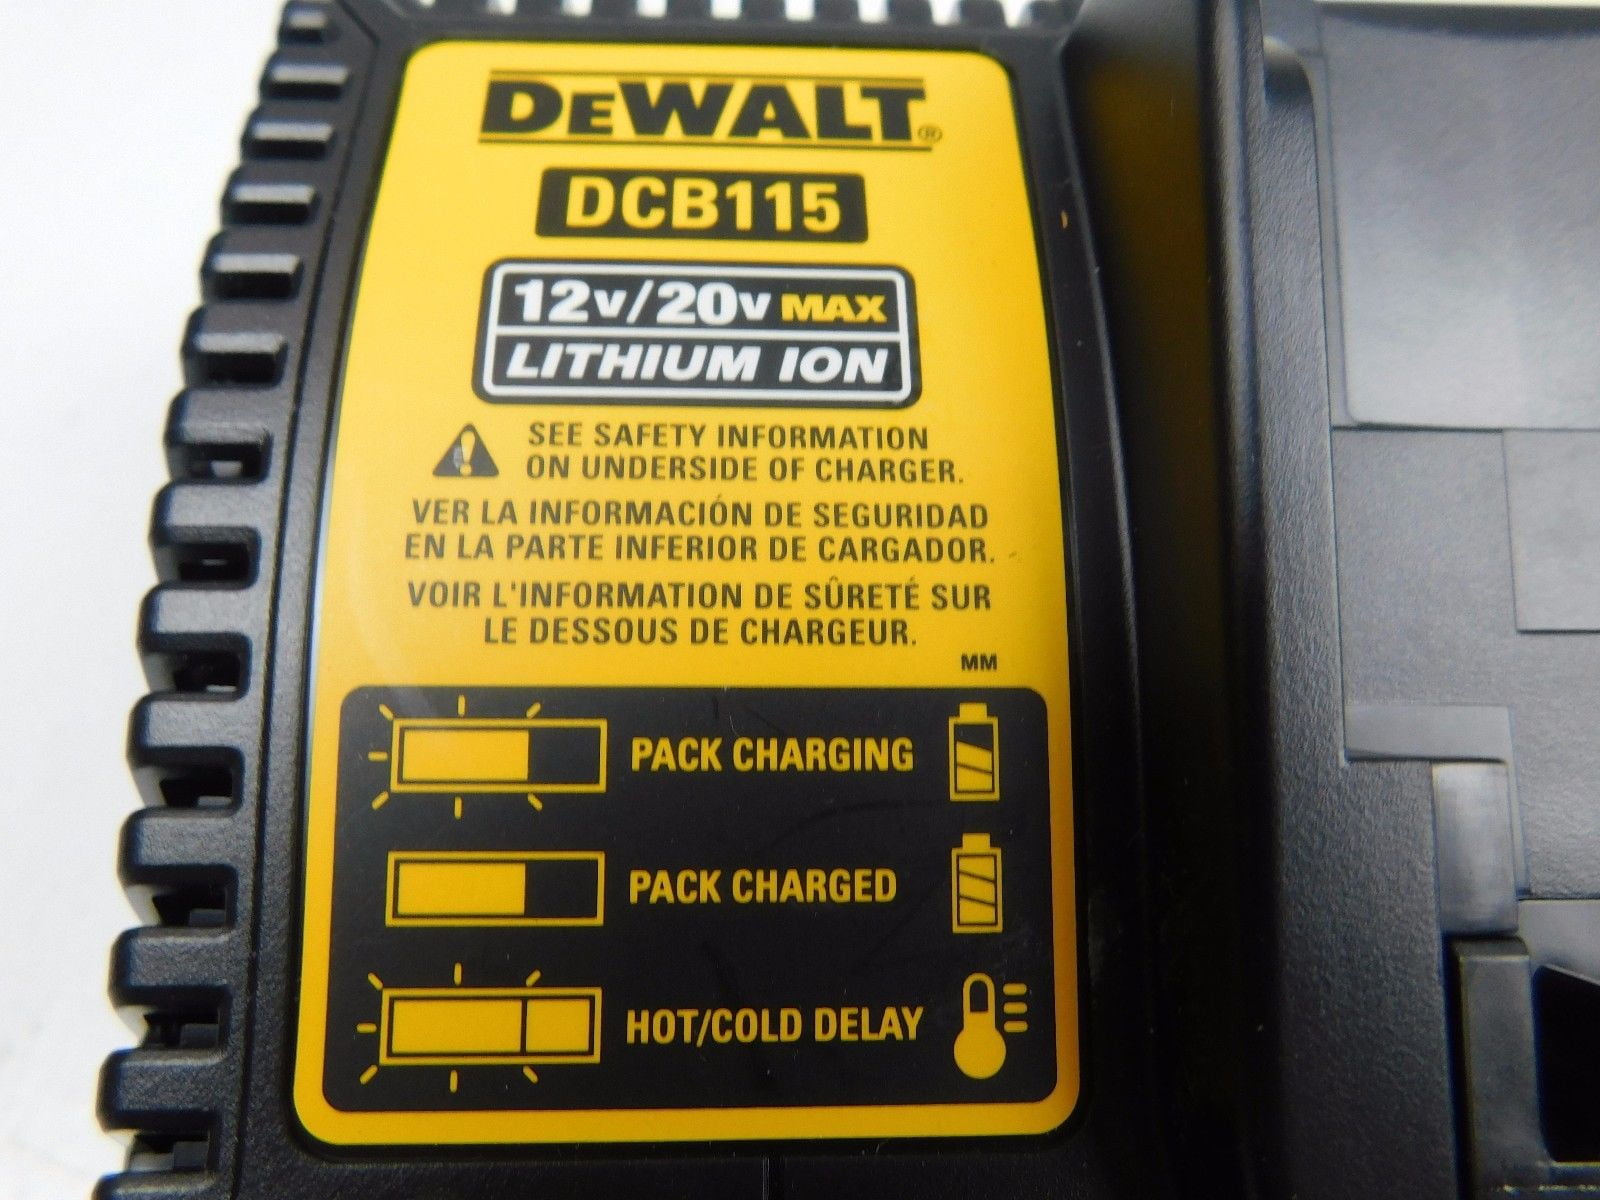 DEWALT®
DCB115
12V/20V MAX
LITHIUM ION
SEE SAFETY INFORMATION
ON UNDERSIDE OF CHARGER.
VER LA INFORMACIÓN DE SEGURIDAD
EN LA PARTE INFERIOR DE CARGADOR.
VOIR L'INFORMATION DE SÛRETÉ SUR
LE DESSOUS DE CHARGEUR.
MM
PACK CHARGING
PACK CHARGED
HOT/COLD DELAY